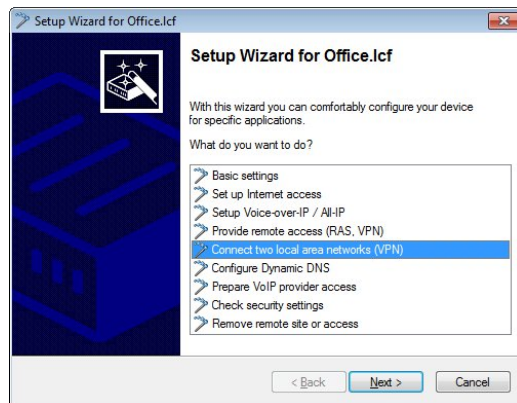 Setup Wizard for Office.lcf
Setup Wizard for Office.lcf
With this wizard you can comfortably configure your device
for specific applications.
What do you want to do?
Basic settings
Set up Internet access
Setup Voice-over-IP / All-IP
Provide remote access (RAS, VPN)
Connect two local area networks (VPN)
Configure Dynamic DNS
Prepare VoIP provider access
Check security settings
Remove remote site or access
< Back
Next >
Cancel